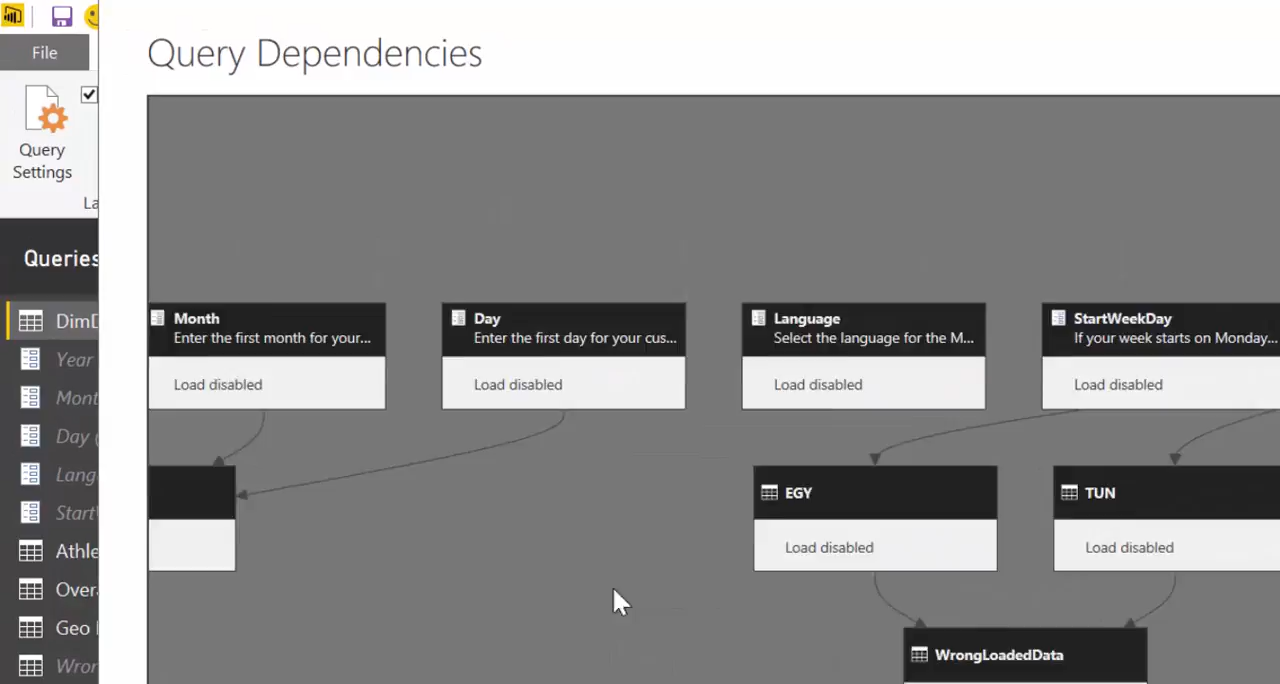 Query Dependencies
File
Query
Settings
La
Queries
DimD
Year
Mont
Day (
Lang
StartW
Athle
Overa
Geo
Wron
Month
Enter the first month for your...
Load disabled
Day
Enter the first day for your cus...
Load disabled
Language
Select the language for the M...
Load disabled
StartWeekDay
If your week starts on Monday...
Load disabled
EGY
Load disabled
TUN
Load disabled
WrongLoadedData